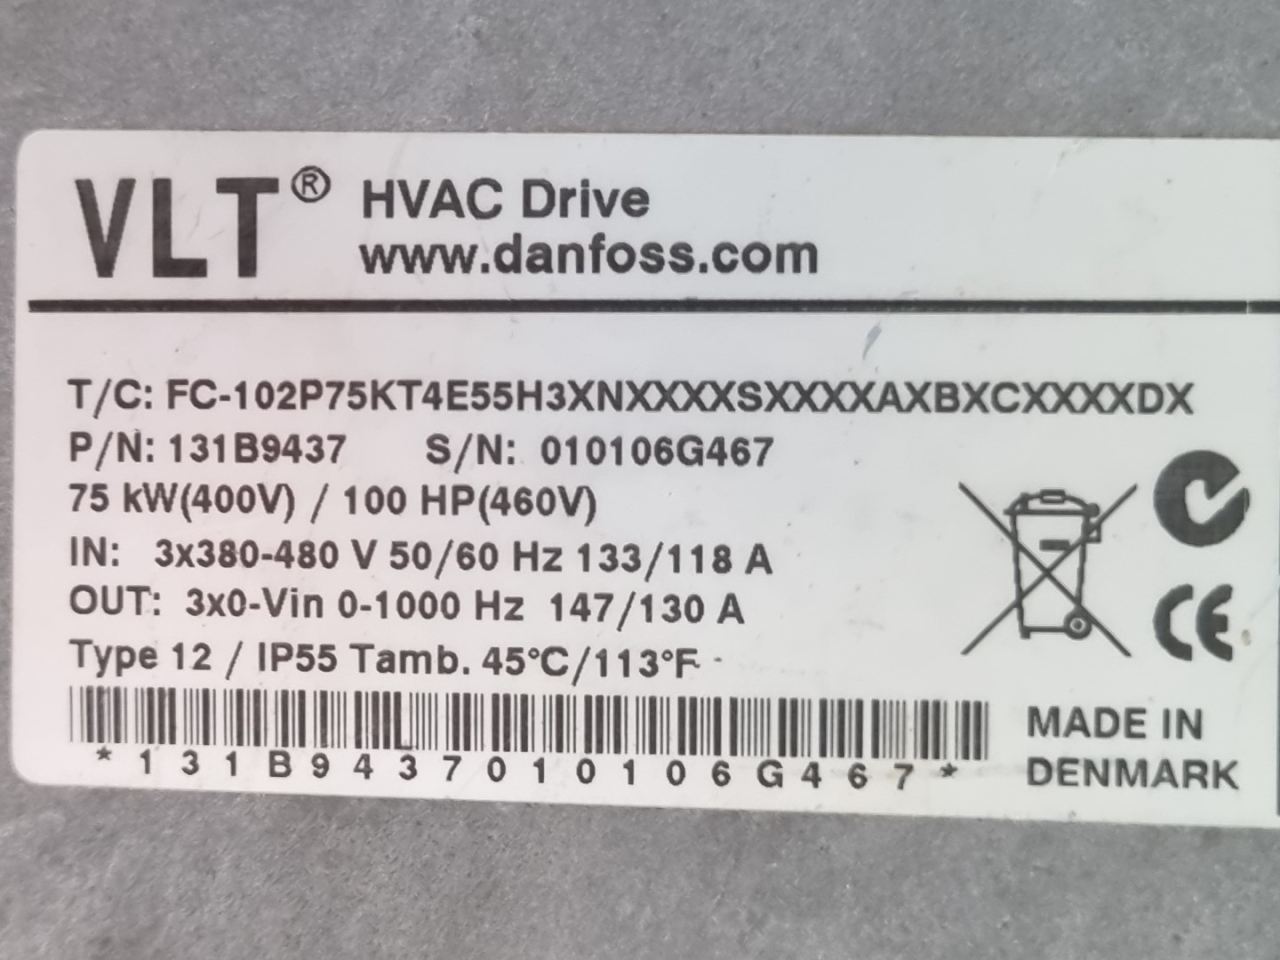 VLT® HVAC Drive
www.danfoss.com
T/C: FC-102P75KT4E55H3XNXXXXSXXXXAXBXCXXXXDX
P/N: 131B9437 S/N: 010106G467
75 kW(400V) / 100 HP(460V)
IN: 3x380-480 V 50/60 Hz 133/118 A
OUT: 3x0-Vin 0-1000 Hz 147/130 A
Type 12 / IP55 Tamb. 45°C/113°F
*131B9437010106G467*
MADE IN
DENMARK
CE